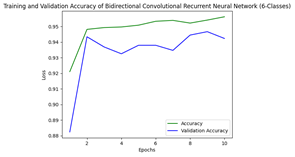 Training and Validation Accuracy of Bidirectional Convolutional Recurrent Neural Network (6-Classes)
0.95
0.94
0.93
0.92
0.91
0.90
0.89
0.88
Loss
Accuracy
Validation Accuracy
2
4
6
8
10
Epochs